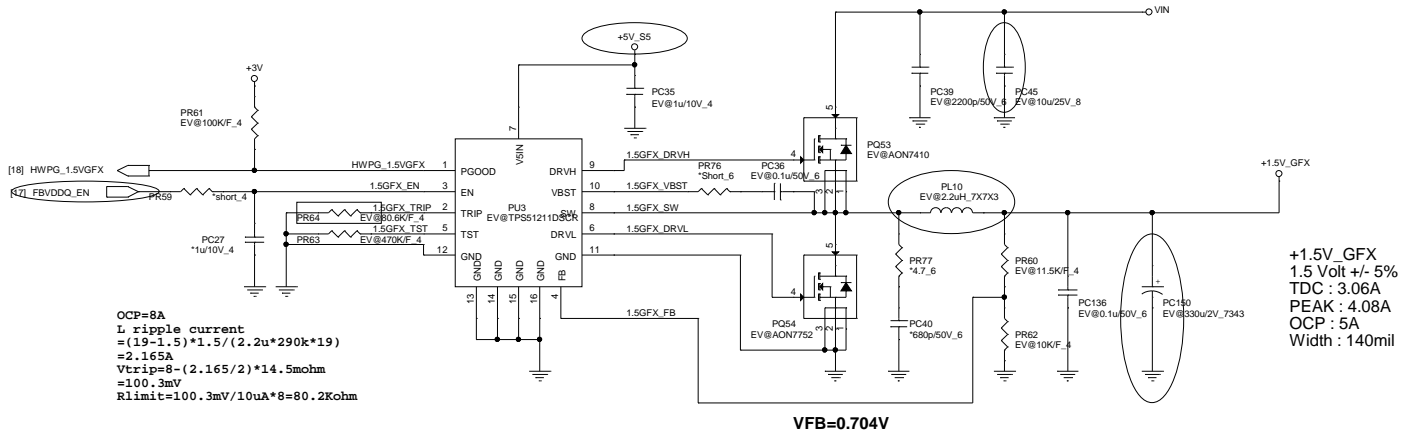 +5V_S5
VIN
+3V
PC35
EV@1u/10V_4
PC39
EV@2200p/50V_6
PC45
EV@10u/25V_8
PR61
EV@100K/F_4
7
V5IN
5
4
PQ53
EV@AON7410
3 2 1
[18] HWPG_1.5VGFX
HWPG_1.5VGFX
1
PGOOD
DRVH
9
1.5GFX_DRVH
PR76
*Short_6
PC36
EV@0.1u/50V_6
+1.5V_GFX
[17] FBVDDQ_EN
PR59
*short_4
1.5GFX_EN
3
EN
VBST
10
1.5GFX_VBST
PL10
EV@2.2uH_7X7X3
1.5GFX_TRIP
2
TRIP
PU3
EV@TPS51211DSCR
SW
8
1.5GFX_SW
PR64
EV@80.6K/F_4
1.5GFX_TST
5
TST
DRVL
6
1.5GFX_DRVL
PR63
EV@470K/F_4
12
GND
GND
11
PC27
*1u/10V_4
GND
GND
GND
GND
FB
13
14
15
16
4
1.5GFX_FB
5
4
PQ54
EV@AON7752
3 2 1
PR77
*4.7_6
PC40
*680p/50V_6
PR60
EV@11.5K/F_4
PR62
EV@10K/F_4
PC136
EV@0.1u/50V_6
+
PC150
EV@330u/2V_7343
+1.5V_GFX
1.5 Volt +/- 5%
TDC : 3.06A
PEAK : 4.08A
OCP : 5A
Width : 140mil
OCP=8A
L ripple current
=(19-1.5)*1.5/(2.2u*290k*19)
=2.165A
Vtrip=8-(2.165/2)*14.5mohm
=100.3mV
Rlimit=100.3mV/10uA*8=80.2Kohm
VFB=0.704V